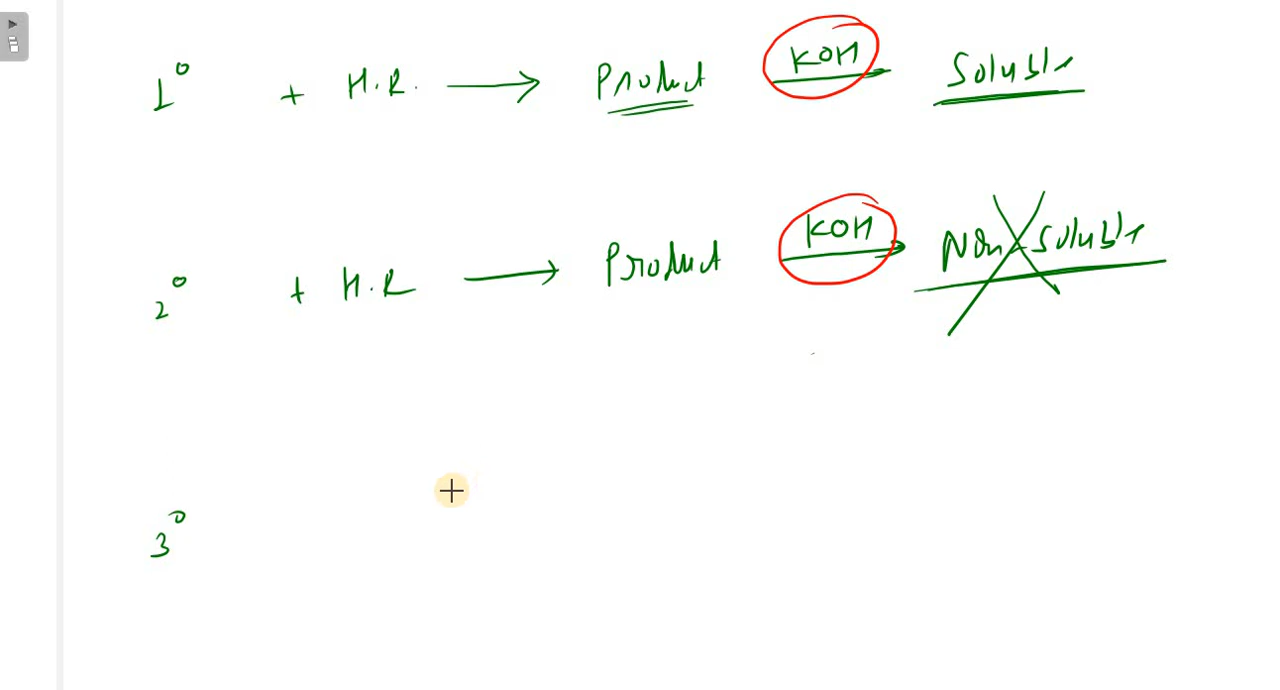 1° + H.R. → Product KOH → Soluble
2° + H.R → Product KOH → Non-Soluble
3°